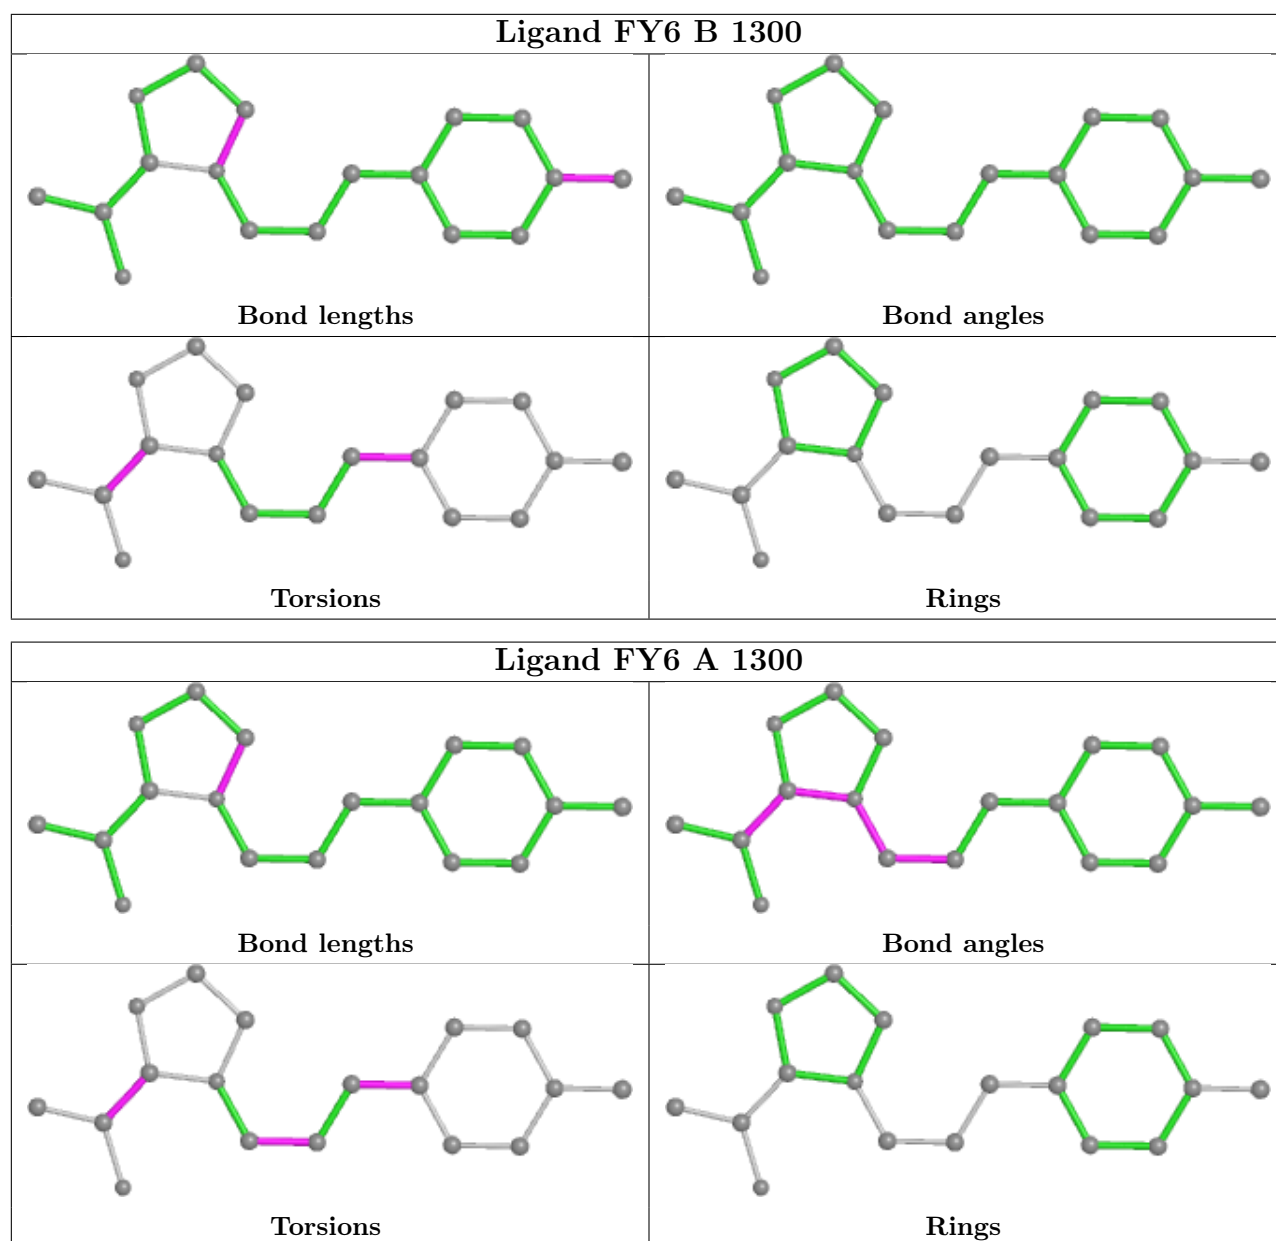 Ligand FY6 B 1300
Bond lengths
Bond angles
Torsions
Rings
Ligand FY6 A 1300
Bond lengths
Bond angles
Torsions
Rings